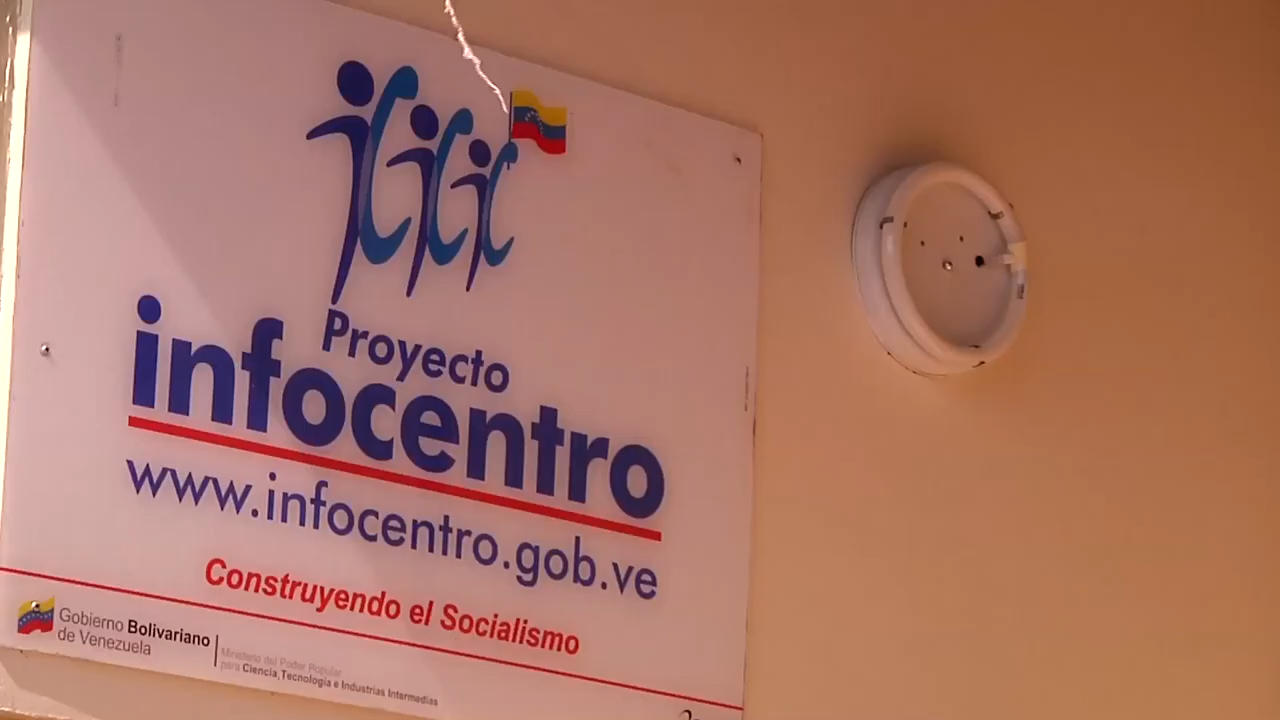 Proyecto
infocentro
www.infocentro.gob.ve
Construyendo el Socialismo
Gobierno Bolivariano
de Venezuela
Ministerio del Poder Popular
para Ciencia, Tecnología e Industrias Intermedias